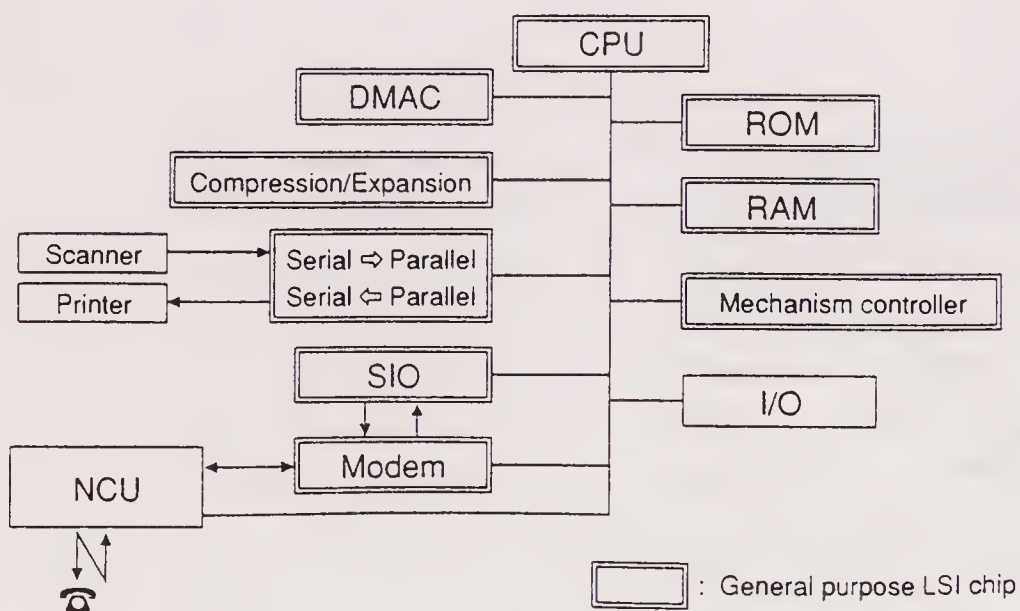 CPU
DMAC
ROM
Compression/Expansion
RAM
Scanner
Serial ⇨ Parallel
Printer
Serial ⇦ Parallel
Mechanism controller
SIO
I/O
Modem
NCU
: General purpose LSI chip